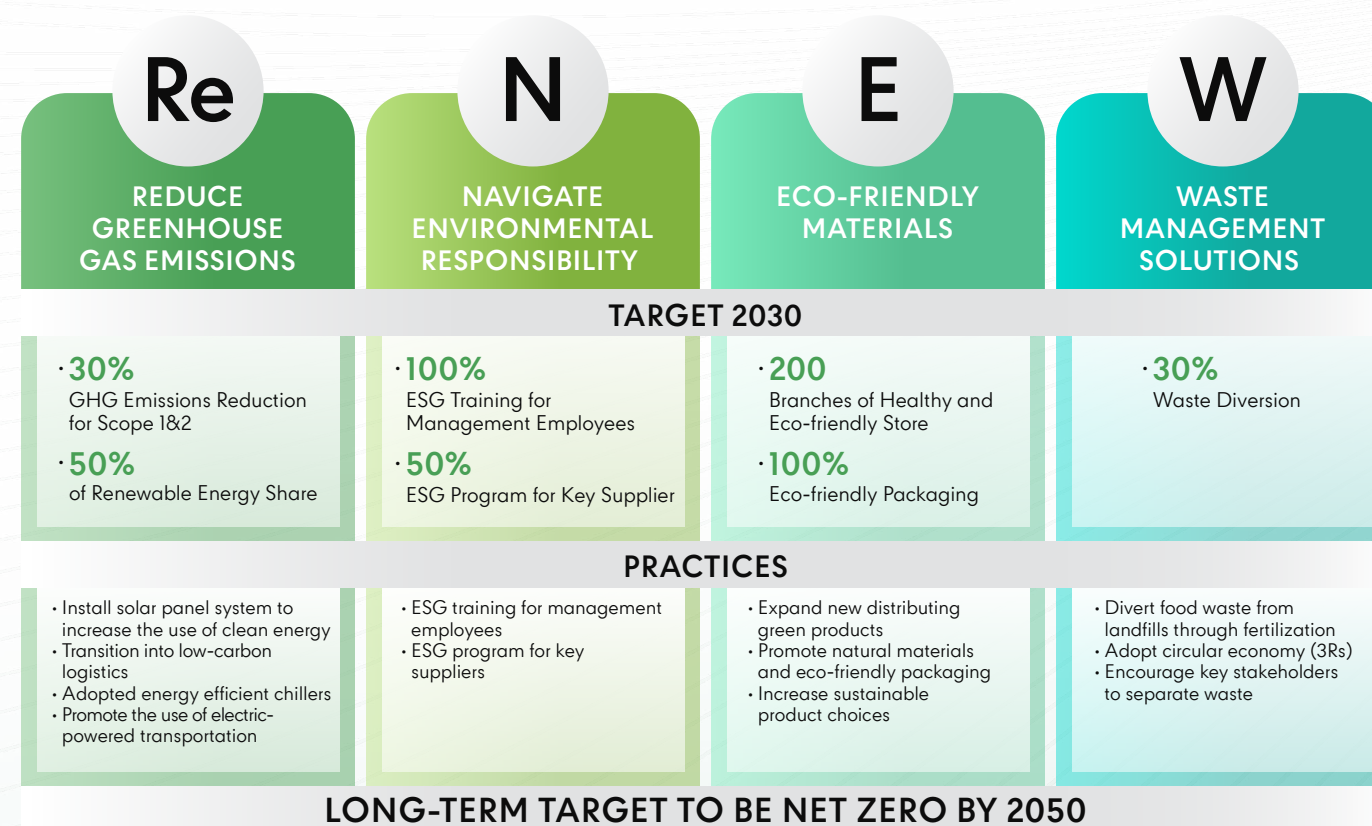 Re
REDUCE
GREENHOUSE
GAS EMISSIONS
N
NAVIGATE
ENVIRONMENTAL
RESPONSIBILITY
E
ECO-FRIENDLY
MATERIALS
W
WASTE
MANAGEMENT
SOLUTIONS
TARGET 2030
· 30%
GHG Emissions Reduction
for Scope 1&2
· 50%
of Renewable Energy Share
· 100%
ESG Training for
Management Employees
· 50%
ESG Program for Key Supplier
· 200
Branches of Healthy and
Eco-friendly Store
· 100%
Eco-friendly Packaging
· 30%
Waste Diversion
PRACTICES
· Install solar panel system to
increase the use of clean energy
· Transition into low-carbon
logistics
· Adopted energy efficient chillers
· Promote the use of electric-
powered transportation
· ESG training for management
employees
· ESG program for key
suppliers
· Expand new distributing
green products
· Promote natural materials
and eco-friendly packaging
· Increase sustainable
product choices
· Divert food waste from
landfills through fertilization
· Adopt circular economy (3Rs)
· Encourage key stakeholders
to separate waste
LONG-TERM TARGET TO BE NET ZERO BY 2050